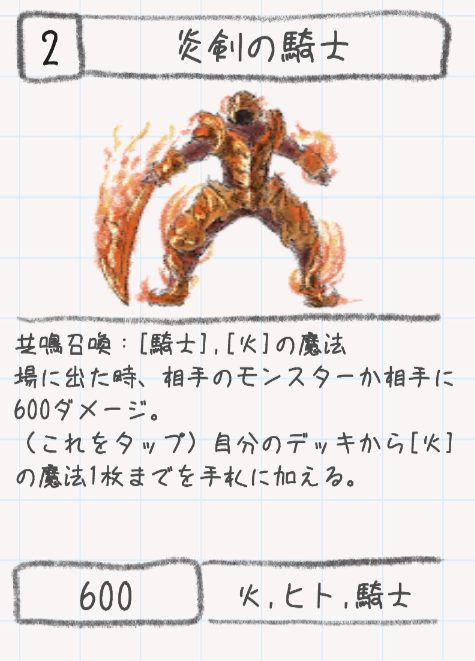 2
炎剣の騎士
共鳴召喚：[騎士],[火]の魔法
場に出た時、相手のモンスターか相手に
600ダメージ。
（これをタップ）自分のデッキから[火]
の魔法1枚までを手札に加える。
600
火,ヒト,騎士